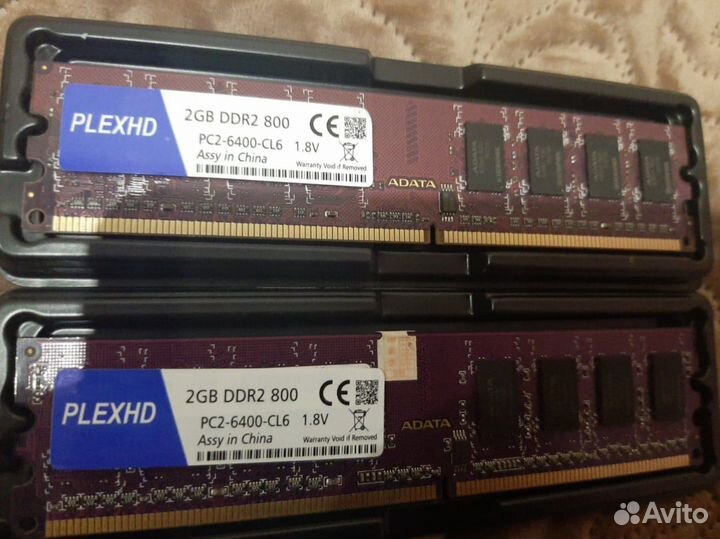 PLEXHD
2GB DDR2 800
CE
PC2-6400-CL6 1.8V
Assy in China
Warranty Void if Removed
ADATA
PLEXHD
2GB DDR2 800
CE
PC2-6400-CL6 1.8V
Assy in China
Warranty Void if Removed
ADATA
Avito